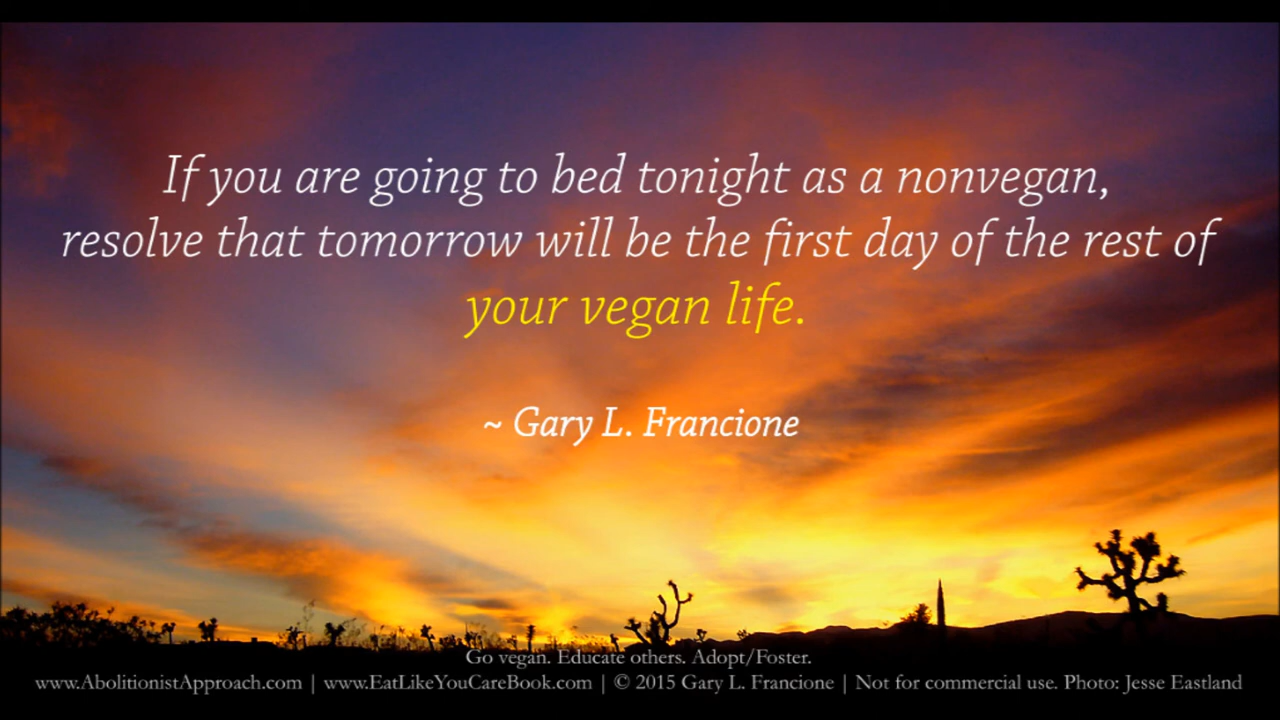 If you are going to bed tonight as a nonvegan,
resolve that tomorrow will be the first day of the rest of
your vegan life.
~ Gary L. Francione
Go vegan. Educate others. Adopt/Foster.
www.AbolitionistApproach.com | www.EatLikeYouCareBook.com | © 2015 Gary L. Francione | Not for commercial use. Photo: Jesse Eastland